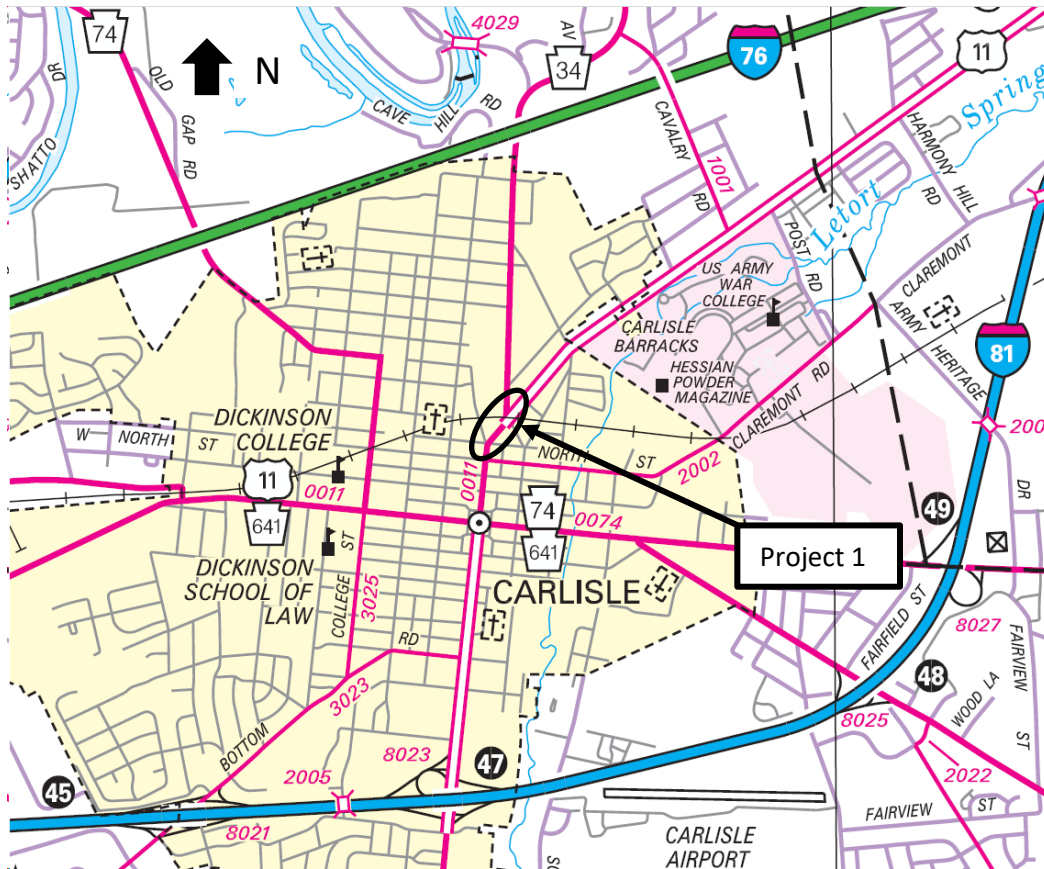 74
4029
AV
34
76
11
N
OLD
GAP
RD
SHATTO
DR
CAVE
HILL
RD
CAVALRY
RD
1001
HARMONY
HILL
RD
Spring
Letort
POST
RD
US ARMY
WAR
COLLEGE
CARLISLE
BARRACKS
HESSIAN
POWDER
MAGAZINE
CLAREMONT
ARMY
HERITAGE
DR
CLAREMONT RD
81
W NORTH ST
DICKINSON
COLLEGE
11
0011
641
0011
NORTH ST
2002
200
74
0074
641
49
Project 1
DICKINSON
SCHOOL OF
LAW
COLLEGE ST
3025
CARLISLE
RD
BOTTOM
3023
FAIRFIELD ST
8027
FAIRVIEW
ST
48
WOOD LA
8025
2022
8023
47
2005
45
8021
FAIRVIEW ST
CARLISLE
AIRPORT